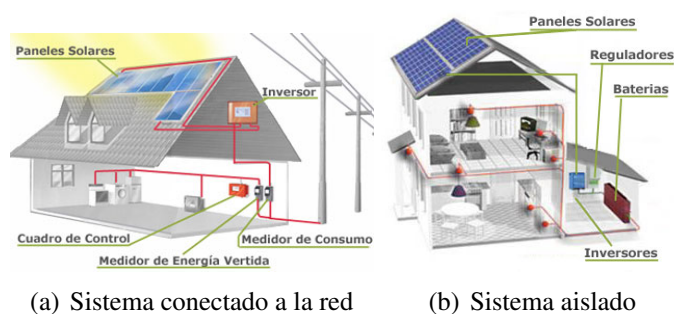 Paneles Solares
Inversor
Cuadro de Control
Medidor de Consumo
Medidor de Energía Vertida
Paneles Solares
Reguladores
Baterias
Inversores
(a) Sistema conectado a la red
(b) Sistema aislado